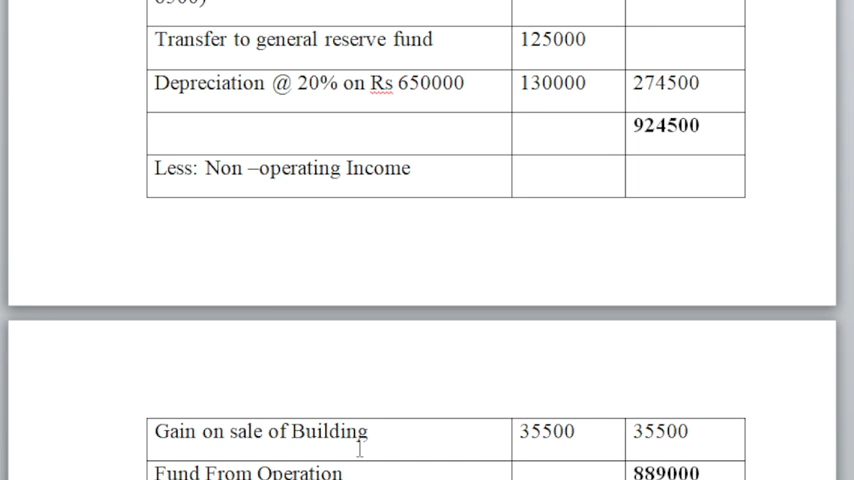 Transfer to general reserve fund 125000
Depreciation @ 20% on Rs 650000 130000 274500
924500
Less: Non –operating Income
Gain on sale of Building 35500 35500
Fund From Operation 889000